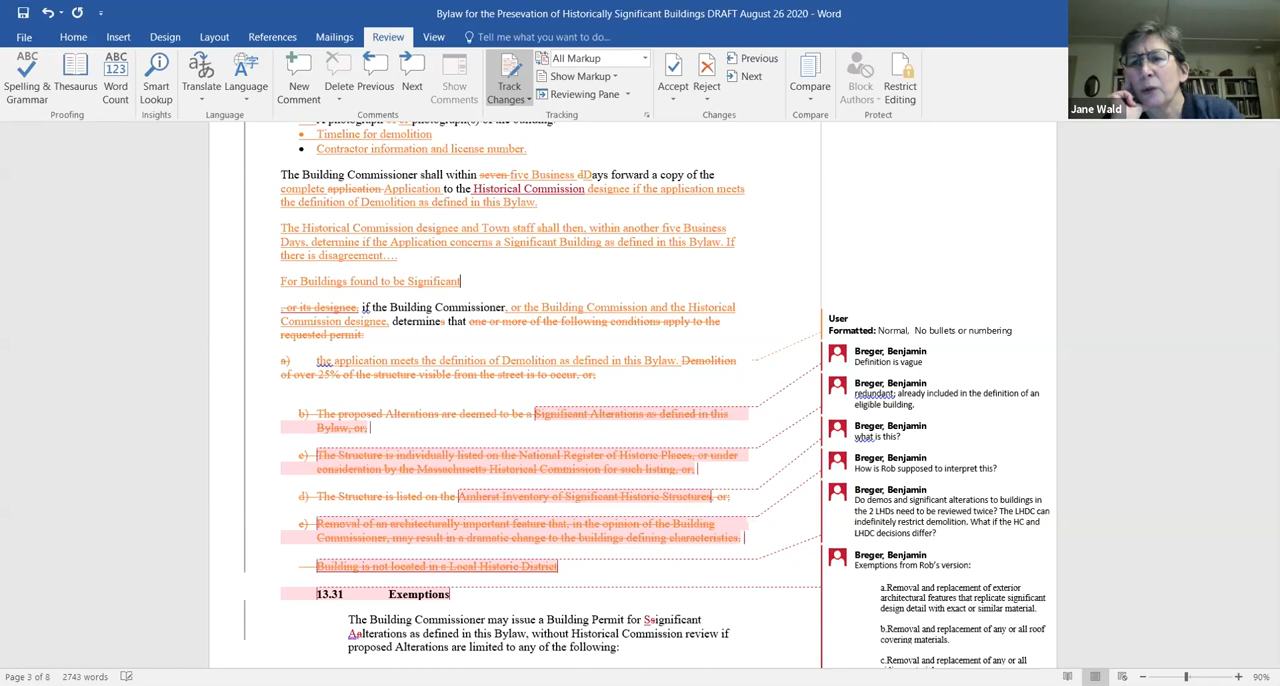 Bylaw for the Presevation of Historically Significant Buildings DRAFT August 26 2020 - Word
File Home Insert Design Layout References Mailings Review View Tell me what you want to do...
Jane Wald
ABC
Spelling &
Grammar
Thesaurus
ABC
123
Word
Count
Smart
Lookup
Translate
Language
New
Comment
Delete
Previous
Next
Show
Comments
Track
Changes
All Markup
Show Markup
Reviewing Pane
Accept
Reject
Previous
Next
Compare
Block
Authors
Restrict
Editing
Proofing
Insights
Language
Comments
Tracking
Changes
Compare
Protect
photograph(s) of the building.
• Timeline for demolition
• Contractor information and license number.
The Building Commissioner shall within seven five Business dDays forward a copy of the
complete application Application to the Historical Commission designee if the application meets
the definition of Demolition as defined in this Bylaw.
The Historical Commission designee and Town staff shall then, within another five Business
Days, determine if the Application concerns a Significant Building as defined in this Bylaw. If
there is disagreement….
For Buildings found to be Significant
, or its designee, if the Building Commissioner, or the Building Commission and the Historical
Commission designee, determines that one or more of the following conditions apply to the
requested permit:
a) the application meets the definition of Demolition as defined in this Bylaw. Demolition
of over 25% of the structure visible from the street is to occur, or;
b) The proposed Alterations are deemed to be a Significant Alterations as defined in this
Bylaw, or,
c) The Structure is individually listed on the National Register of Historic Places, or under
consideration by the Massachusetts Historical Commission for such listing, or,
d) The Structure is listed on the Amherst Inventory of Significant Historic Structures, or;
e) Removal of an architecturally important feature that, in the opinion of the Building
Commissioner, may result in a dramatic change to the buildings defining characteristics.
Building is not located in a Local Historic District
13.31 Exemptions
The Building Commissioner may issue a Building Permit for Ssignificant
Aalterations as defined in this Bylaw, without Historical Commission review if
proposed Alterations are limited to any of the following:
User
Formatted: Normal, No bullets or numbering
Breger, Benjamin
Definition is vague
Breger, Benjamin
redundant; already included in the definition of an
eligible building.
Breger, Benjamin
what is this?
Breger, Benjamin
How is Rob supposed to interpret this?
Breger, Benjamin
Do demos and significant alterations to buildings in
the 2 LHDs need to be reviewed twice? The LHDC can
indefinitely restrict demolition. What if the HC and
LHDC decisions differ?
Breger, Benjamin
Exemptions from Rob's version:
a.Removal and replacement of exterior
architectural features that replicate significant
design detail with exact or similar material.
b.Removal and replacement of any or all roof
covering materials.
c.Removal and replacement of any or all
Page 3 of 8 2743 words
90%